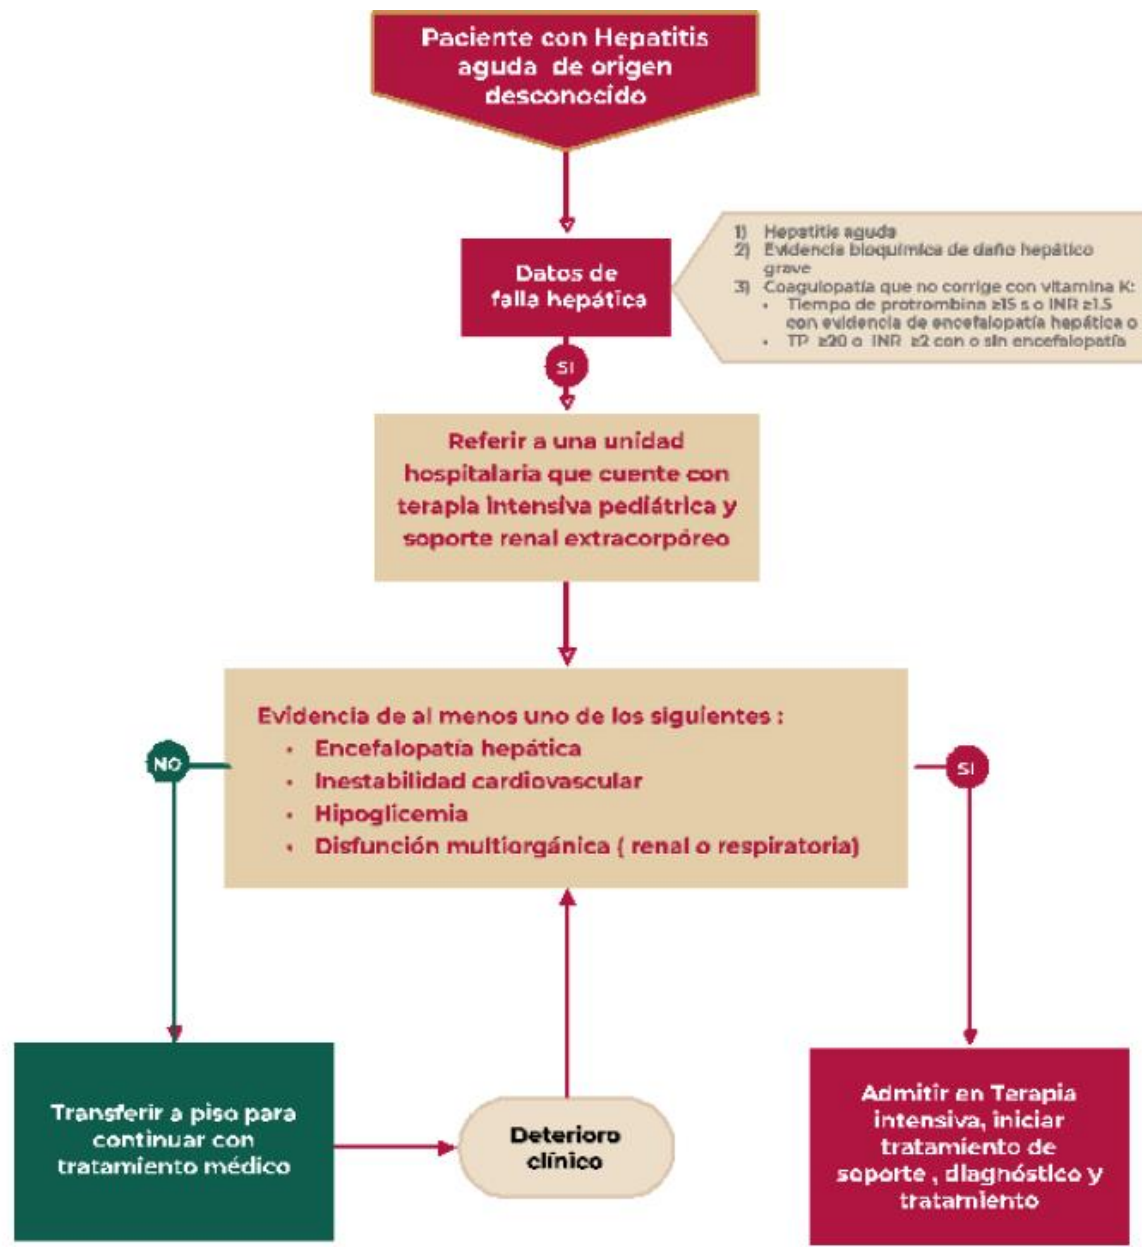 Paciente con Hepatitis
aguda de origen
desconocido
Datos de
falla hepática
1) Hepatitis aguda
2) Evidencia bioquímica de daño hepático
grave
3) Coagulopatía que no corrige con vitamina K:
• Tiempo de protrombina ≥15 s o INR ≥1.5
con evidencia de encefalopatía hepática o
• TP ≥20 o INR ≥2 con o sin encefalopatía
SI
Referir a una unidad
hospitalaria que cuente con
terapia intensiva pediátrica y
soporte renal extracorpóreo
Evidencia de al menos uno de los siguientes :
• Encefalopatía hepática
• Inestabilidad cardiovascular
• Hipoglicemia
• Disfunción multiorgánica ( renal o respiratoria)
NO
SI
Transferir a piso para
continuar con
tratamiento médico
Deterioro
clínico
Admitir en Terapia
intensiva, iniciar
tratamiento de
soporte , diagnóstico y
tratamiento